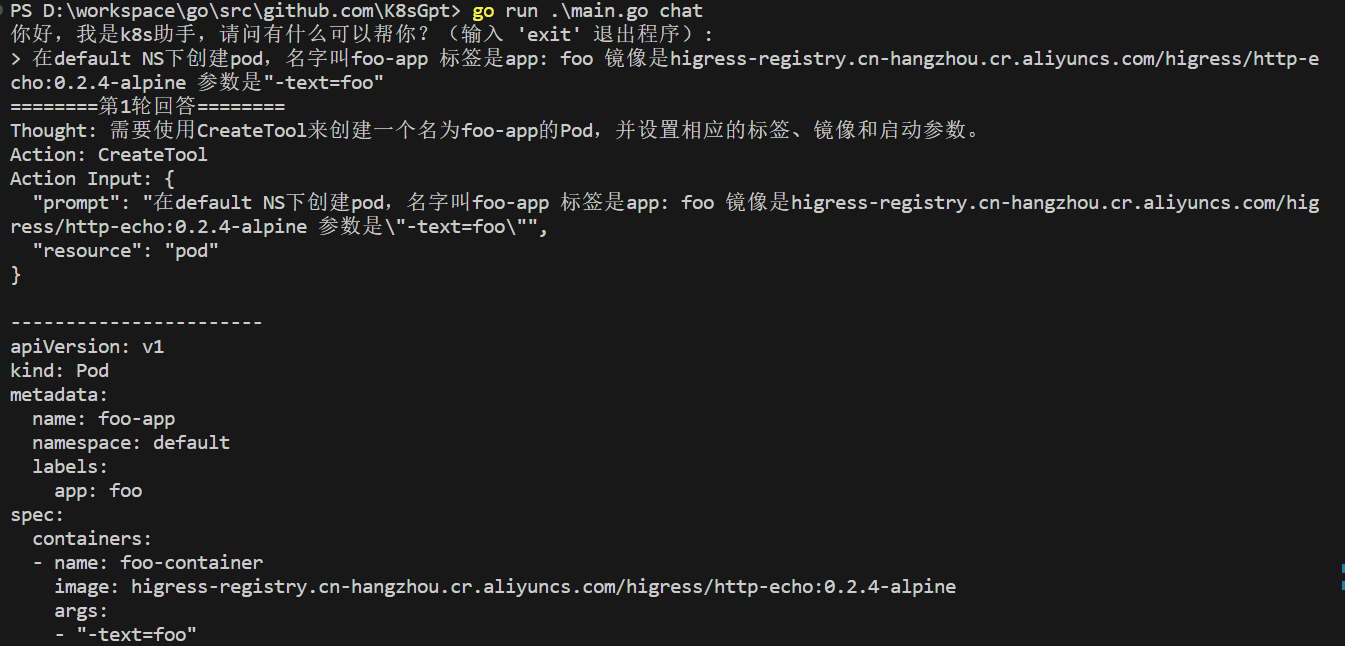 PS D:\workspace\go\src\github.com\K8sGpt> go run .\main.go chat
你好，我是k8s助手，请问有什么可以帮你？（输入 'exit' 退出程序）:
> 在default NS下创建pod，名字叫foo-app 标签是app: foo 镜像是higress-registry.cn-hangzhou.cr.aliyuncs.com/higress/http-e
cho:0.2.4-alpine 参数是"-text=foo"
========第1轮回答========
Thought: 需要使用CreateTool来创建一个名为foo-app的Pod，并设置相应的标签、镜像和启动参数。
Action: CreateTool
Action Input: {
  "prompt": "在default NS下创建pod，名字叫foo-app 标签是app: foo 镜像是higress-registry.cn-hangzhou.cr.aliyuncs.com/hig
ress/http-echo:0.2.4-alpine 参数是\"-text=foo\"",
  "resource": "pod"
}
-----------------------
apiVersion: v1
kind: Pod
metadata:
  name: foo-app
  namespace: default
  labels:
    app: foo
spec:
  containers:
  - name: foo-container
    image: higress-registry.cn-hangzhou.cr.aliyuncs.com/higress/http-echo:0.2.4-alpine
    args:
    - "-text=foo"